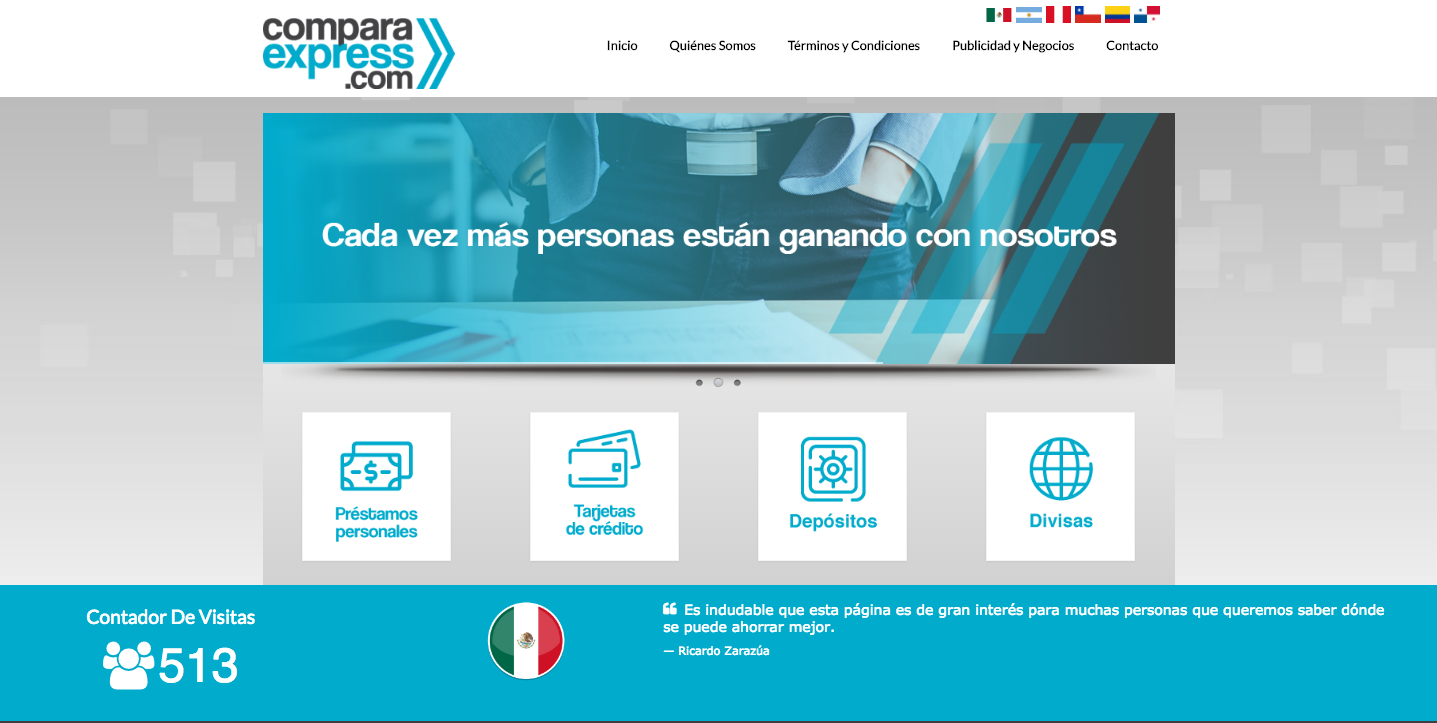 compara
express
.com
Inicio
Quiénes Somos
Términos y Condiciones
Publicidad y Negocios
Contacto
Cada vez más personas están ganando con nosotros
Préstamos
personales
Tarjetas
de crédito
Depósitos
Divisas
Contador De Visitas
513
❝ Es indudable que esta página es de gran interés para muchas personas que queremos saber dónde
se puede ahorrar mejor.
— Ricardo Zarazúa